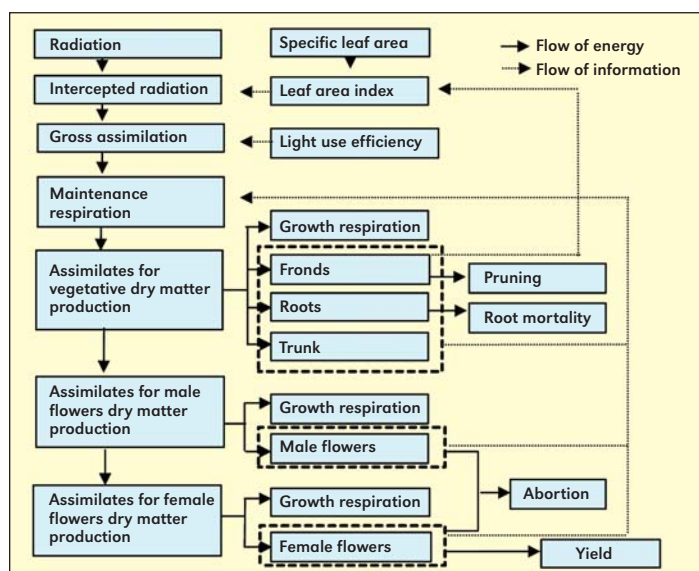 Radiation
Specific leaf area
Flow of energy
Flow of information
Intercepted radiation
Leaf area index
Gross assimilation
Light use efficiency
Maintenance
respiration
Growth respiration
Assimilates for
vegetative dry matter
production
Fronds
Pruning
Roots
Root mortality
Trunk
Assimilates for male
flowers dry matter
production
Growth respiration
Male flowers
Abortion
Assimilates for female
flowers dry matter
production
Growth respiration
Female flowers
Yield